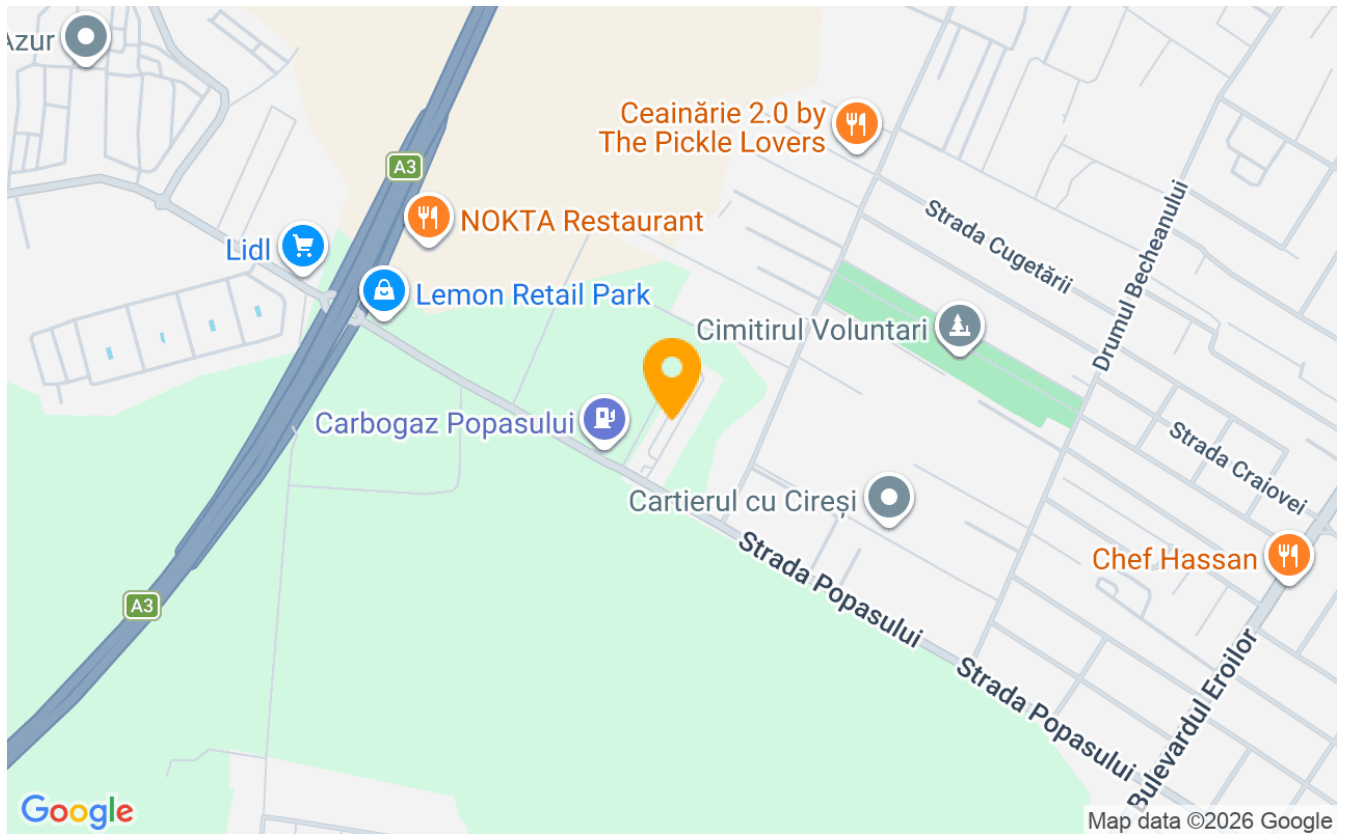 Azur
Ceainărie 2.0 by
The Pickle Lovers
A3
Strada Cugetării
Drumul Becheanului
NOKTA Restaurant
Lidl
Lemon Retail Park
Cimitirul Voluntari
Carbogaz Popasului
Strada Craiovei
Cartierul cu Cireși
Chef Hassan
Strada Popasului
A3
Strada Popasului
Bulevardul Eroilor
Google
Map data ©2026 Google